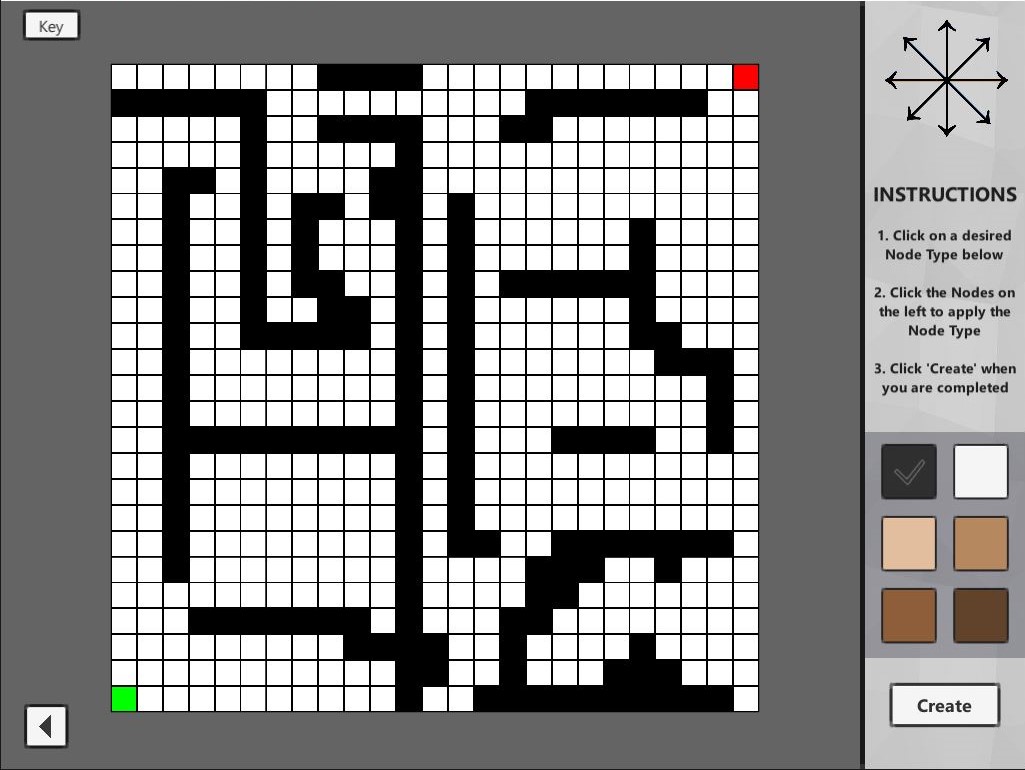 Key
INSTRUCTIONS
1. Click on a desired
Node Type below
2. Click the Nodes on
the left to apply the
Node Type
3. Click 'Create' when
you are completed
Create